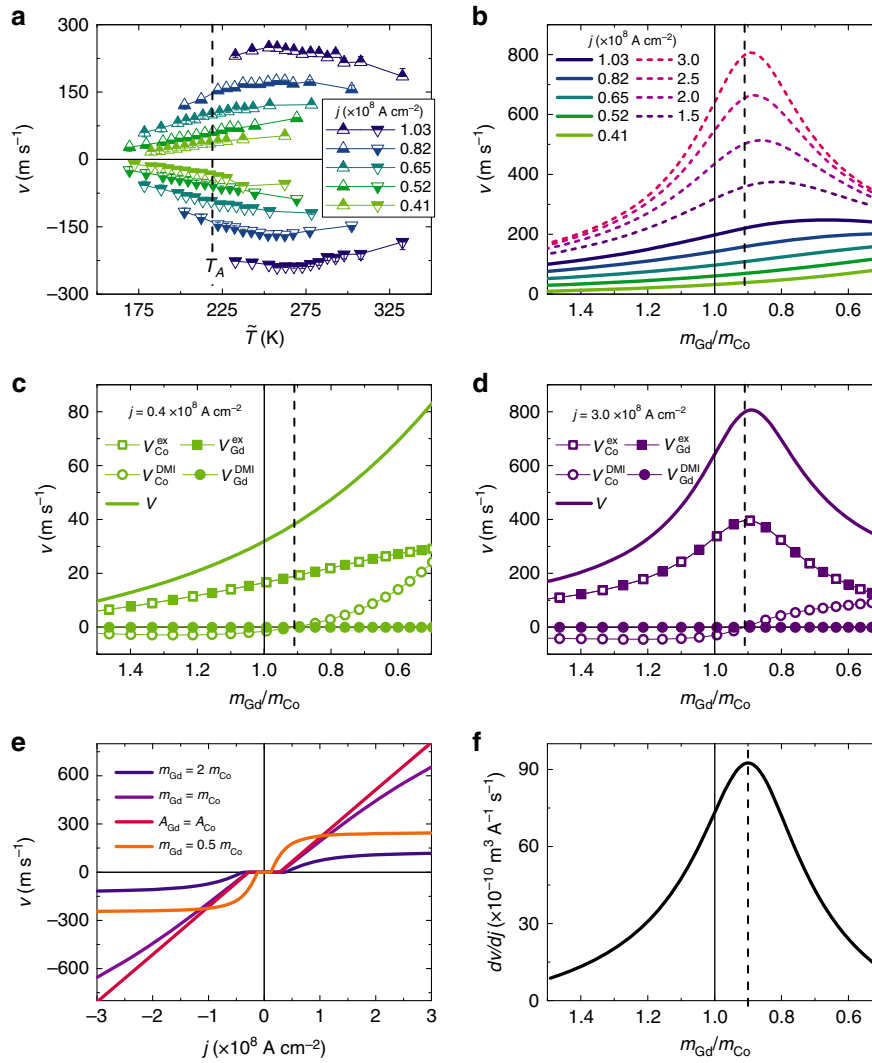 a
300
150
0
−150
−300
v (m s⁻¹)
j (×10⁸ A cm⁻²)
1.03
0.82
0.65
0.52
0.41
T_A
175 225 275 325
T̃ (K)
b
800
600
400
200
0
v (m s⁻¹)
j (×10⁸ A cm⁻²)
1.03 3.0
0.82 2.5
0.65 2.0
0.52 1.5
0.41
1.4 1.2 1.0 0.8 0.6
m_Gd/m_Co
c
80
60
40
20
0
v (m s⁻¹)
j = 0.4 ×10⁸ A cm⁻²
V_Co^ex V_Gd^ex
V_Co^DMI V_Gd^DMI
V
1.4 1.2 1.0 0.8 0.6
m_Gd/m_Co
d
800
600
400
200
0
v (m s⁻¹)
j = 3.0 ×10⁸ A cm⁻²
V_Co^ex V_Gd^ex
V_Co^DMI V_Gd^DMI
V
1.4 1.2 1.0 0.8 0.6
m_Gd/m_Co
e
600
300
0
−300
−600
v (m s⁻¹)
m_Gd = 2 m_Co
m_Gd = m_Co
A_Gd = A_Co
m_Gd = 0.5 m_Co
−3 −2 −1 0 1 2 3
j (×10⁸ A cm⁻²)
f
90
60
30
0
dv/dj (×10⁻¹⁰ m³ A⁻¹ s⁻¹)
1.4 1.2 1.0 0.8 0.6
m_Gd/m_Co